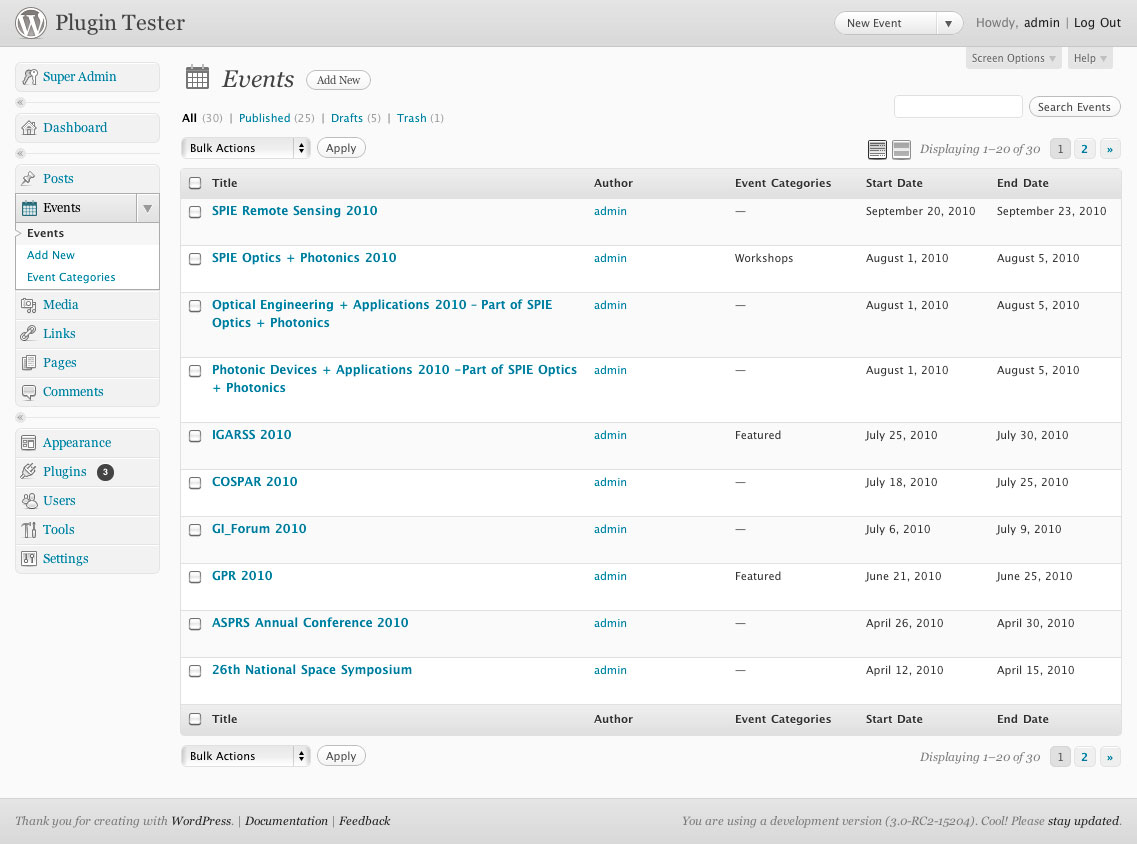 Plugin Tester
New Event
Howdy, admin | Log Out
Screen Options
Help
Super Admin
Dashboard
Posts
Events
Events
Add New
Event Categories
Media
Links
Pages
Comments
Appearance
Plugins 3
Users
Tools
Settings
Events
Add New
Search Events
All (30) | Published (25) | Drafts (5) | Trash (1)
Bulk Actions Apply Displaying 1–20 of 30 1 2 »
Title Author Event Categories Start Date End Date
SPIE Remote Sensing 2010 admin — September 20, 2010 September 23, 2010
SPIE Optics + Photonics 2010 admin Workshops August 1, 2010 August 5, 2010
Optical Engineering + Applications 2010 – Part of SPIE admin — August 1, 2010 August 5, 2010
Optics + Photonics
Photonic Devices + Applications 2010 –Part of SPIE Optics admin — August 1, 2010 August 5, 2010
+ Photonics
IGARSS 2010 admin Featured July 25, 2010 July 30, 2010
COSPAR 2010 admin — July 18, 2010 July 25, 2010
GI_Forum 2010 admin — July 6, 2010 July 9, 2010
GPR 2010 admin Featured June 21, 2010 June 25, 2010
ASPRS Annual Conference 2010 admin — April 26, 2010 April 30, 2010
26th National Space Symposium admin — April 12, 2010 April 15, 2010
Title Author Event Categories Start Date End Date
Bulk Actions Apply Displaying 1–20 of 30 1 2 »
Thank you for creating with WordPress. | Documentation | Feedback
You are using a development version (3.0-RC2-15204). Cool! Please stay updated.